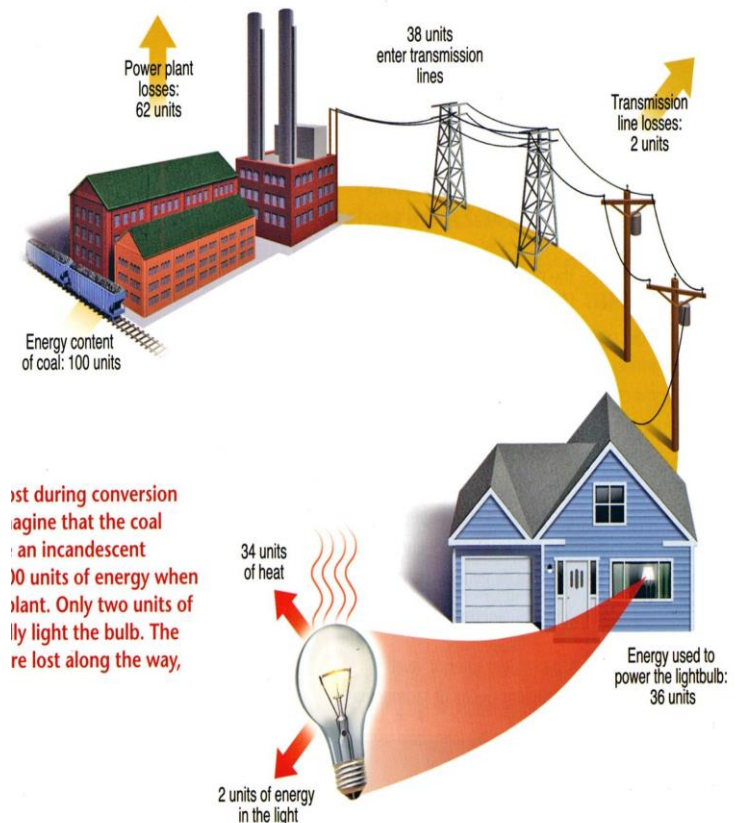 Power plant
losses:
62 units
38 units
enter transmission
lines
Transmission
line losses:
2 units
Energy content
of coal: 100 units
ost during conversion
agine that the coal
an incandescent
00 units of energy when
plant. Only two units of
lly light the bulb. The
re lost along the way,
34 units
of heat
Energy used to
power the lightbulb:
36 units
2 units of energy
in the light